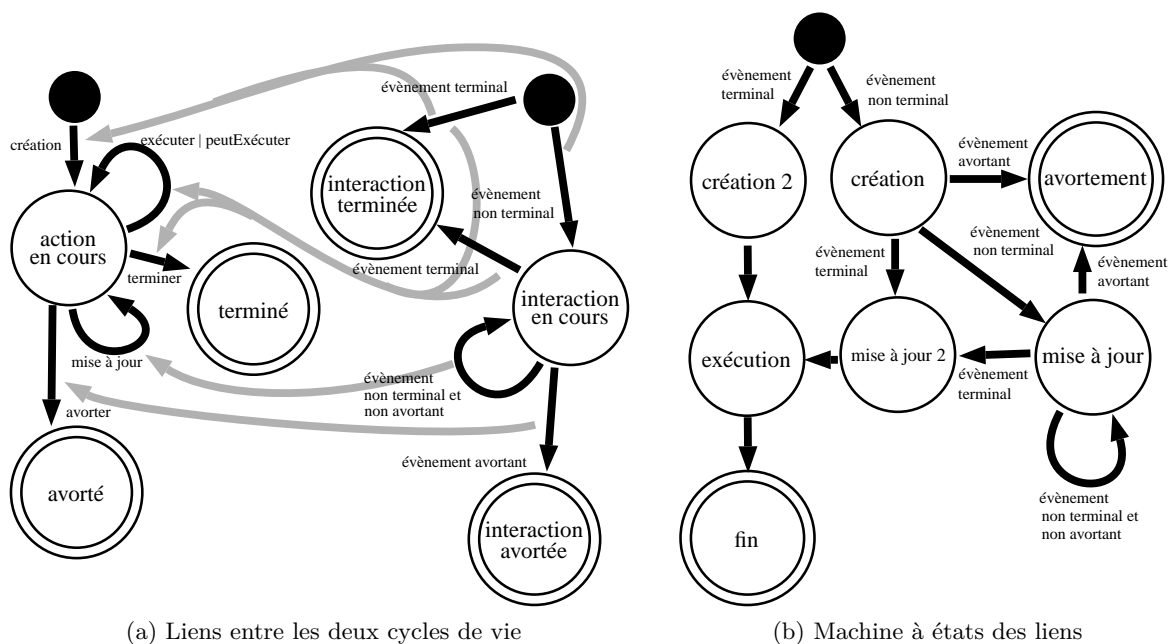 création
exécuter | peutExécuter
action
en cours
terminer
terminé
mise à jour
avorter
avorté
évènement terminal
interaction
terminée
évènement
non terminal
évènement terminal
interaction
en cours
évènement
non terminal et
non avortant
évènement avortant
interaction
avortée
(a) Liens entre les deux cycles de vie
évènement
terminal
évènement
non terminal
création 2
création
évènement
avortant
avortement
évènement
non terminal
évènement
terminal
évènement
avortant
exécution
mise à jour 2
mise à jour
évènement
terminal
évènement
non terminal et
non avortant
fin
(b) Machine à états des liens